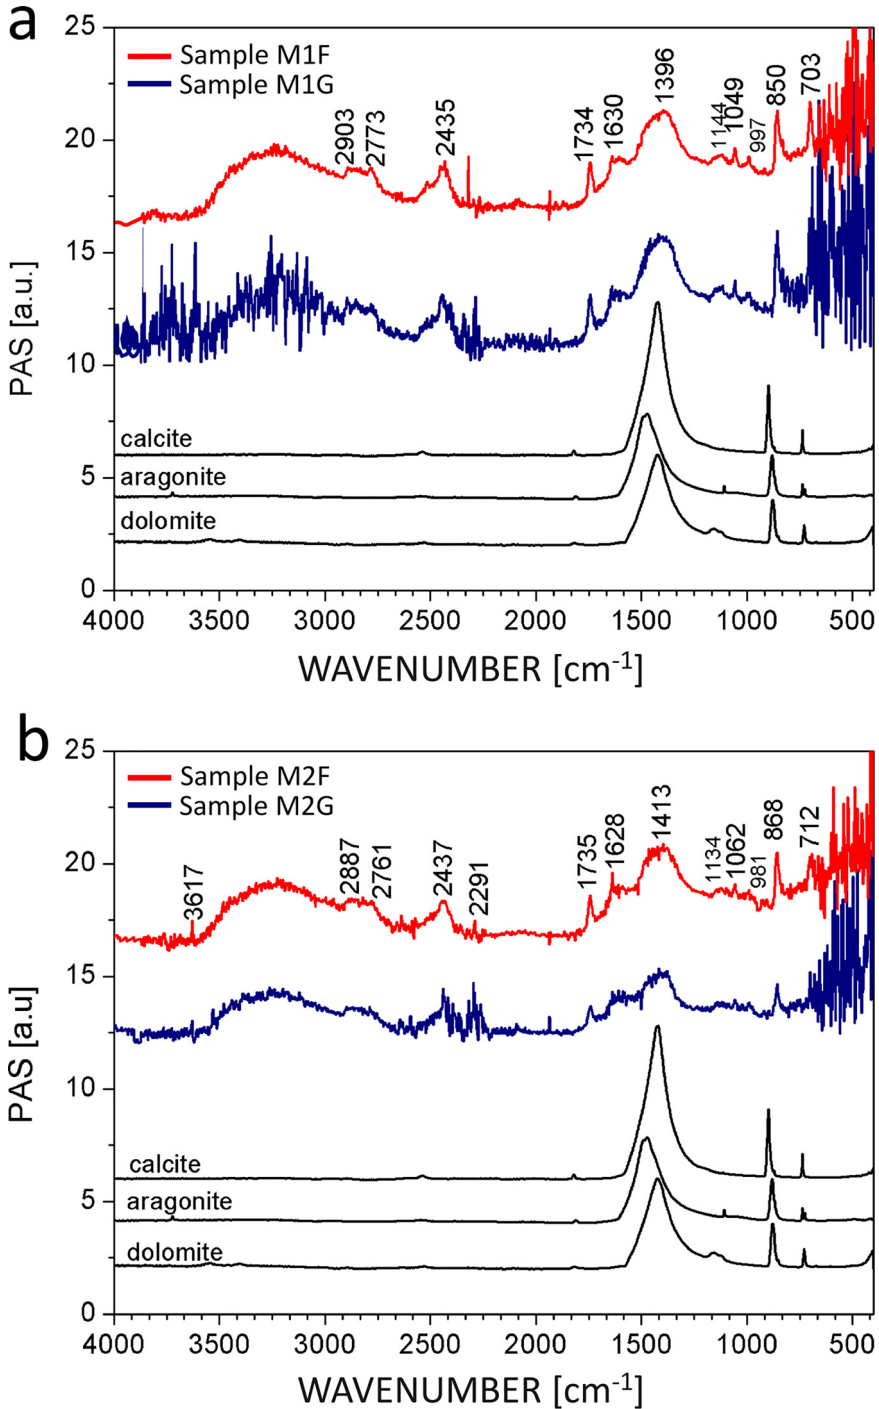 a
25
20
15
10
5
0
PAS [a.u.]
Sample M1F
Sample M1G
2903
2773
2435
1734
1630
1396
1144
1049
997
850
703
calcite
aragonite
dolomite
4000 3500 3000 2500 2000 1500 1000 500
WAVENUMBER [cm-1]
b
25
20
15
10
5
0
PAS [a.u]
Sample M2F
Sample M2G
3617
2887
2761
2437
2291
1735
1628
1413
1134
1062
981
868
712
calcite
aragonite
dolomite
4000 3500 3000 2500 2000 1500 1000 500
WAVENUMBER [cm-1]